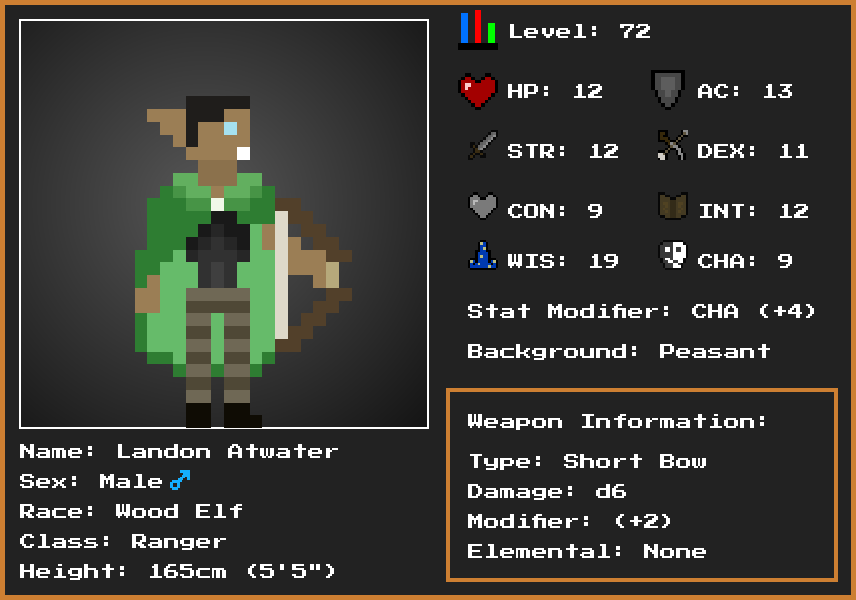 Level: 72
HP: 12 AC: 13
STR: 12 DEX: 11
CON: 9 INT: 12
WIS: 19 CHA: 9
Stat Modifier: CHA (+4)
Background: Peasant
Weapon Information:
Type: Short Bow
Damage: d6
Modifier: (+2)
Elemental: None
Name: Landon Atwater
Sex: Male ♂
Race: Wood Elf
Class: Ranger
Height: 165cm (5'5")